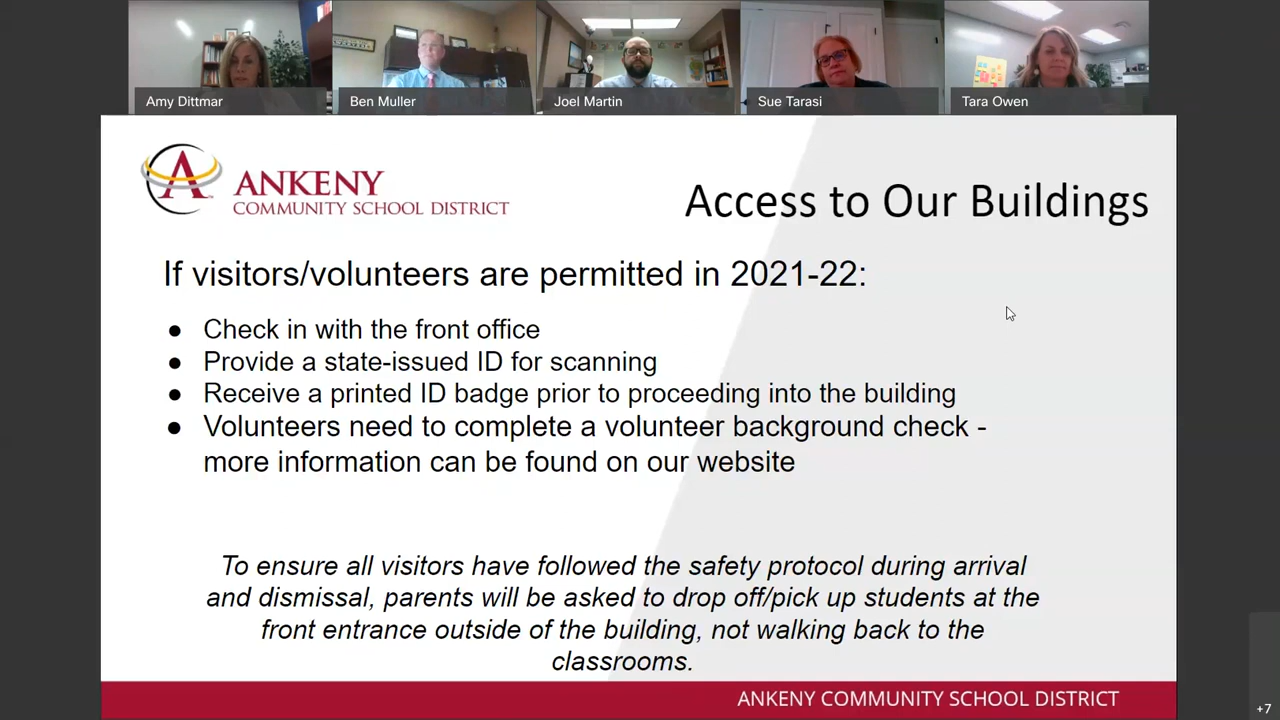 Amy Dittmar
Ben Muller
Joel Martin
Sue Tarasi
Tara Owen
A
ANKENY
COMMUNITY SCHOOL DISTRICT
Access to Our Buildings
If visitors/volunteers are permitted in 2021-22:
● Check in with the front office
● Provide a state-issued ID for scanning
● Receive a printed ID badge prior to proceeding into the building
● Volunteers need to complete a volunteer background check -
more information can be found on our website
To ensure all visitors have followed the safety protocol during arrival
and dismissal, parents will be asked to drop off/pick up students at the
front entrance outside of the building, not walking back to the
classrooms.
ANKENY COMMUNITY SCHOOL DISTRICT
+7